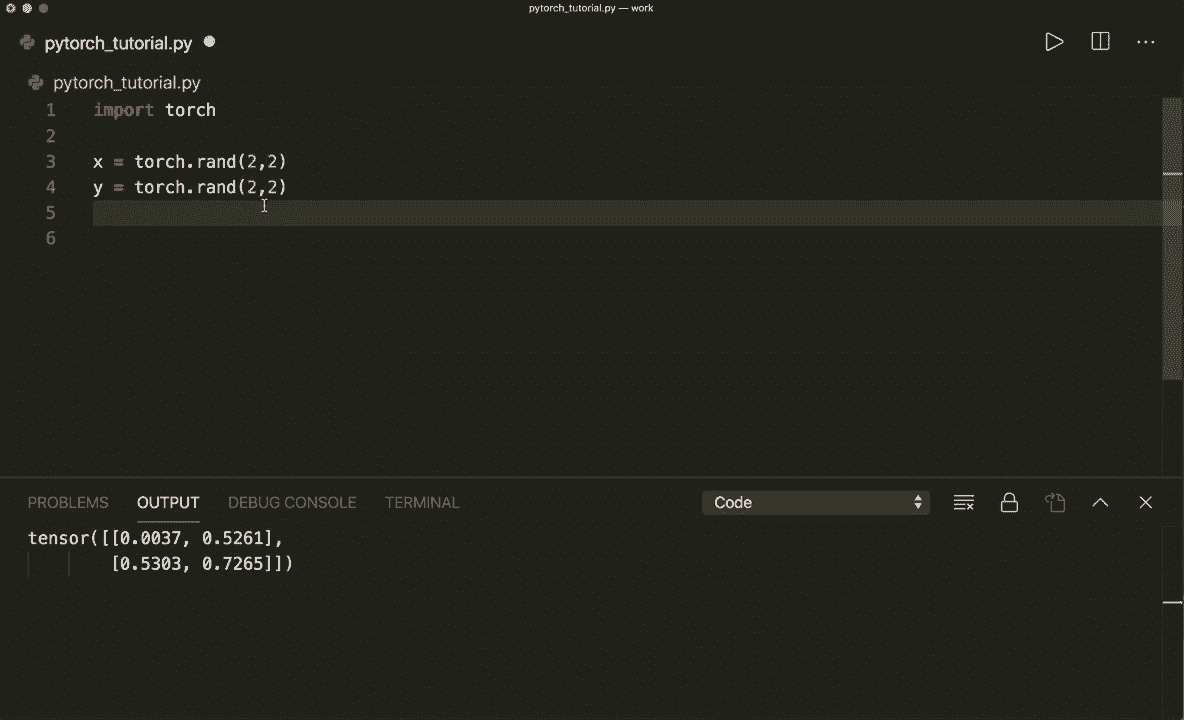 pytorch_tutorial.py — work
pytorch_tutorial.py
pytorch_tutorial.py
1 import torch
2
3 x = torch.rand(2,2)
4 y = torch.rand(2,2)
5
6
PROBLEMS OUTPUT DEBUG CONSOLE TERMINAL Code
tensor([[0.0037, 0.5261],
[0.5303, 0.7265]])